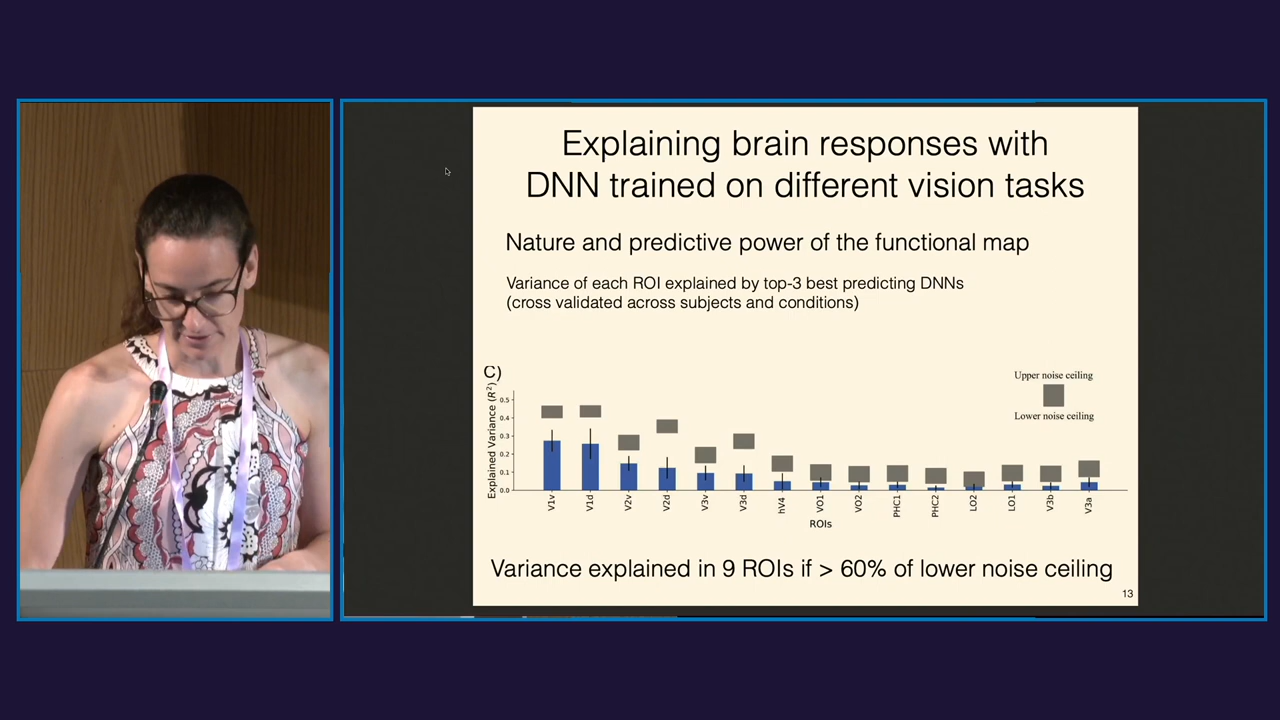 Explaining brain responses with
DNN trained on different vision tasks
Nature and predictive power of the functional map
Variance of each ROI explained by top-3 best predicting DNNs
(cross validated across subjects and conditions)
C)
Upper noise ceiling
Lower noise ceiling
Explained Variance (R²)
0.5
0.4
0.3
0.2
0.1
0.0
V1v V1d V2v V2d V3v V3d hV4 VO1 VO2 PHC1 PHC2 LO2 LO1 V3b V3a
ROIs
Variance explained in 9 ROIs if > 60% of lower noise ceiling
13